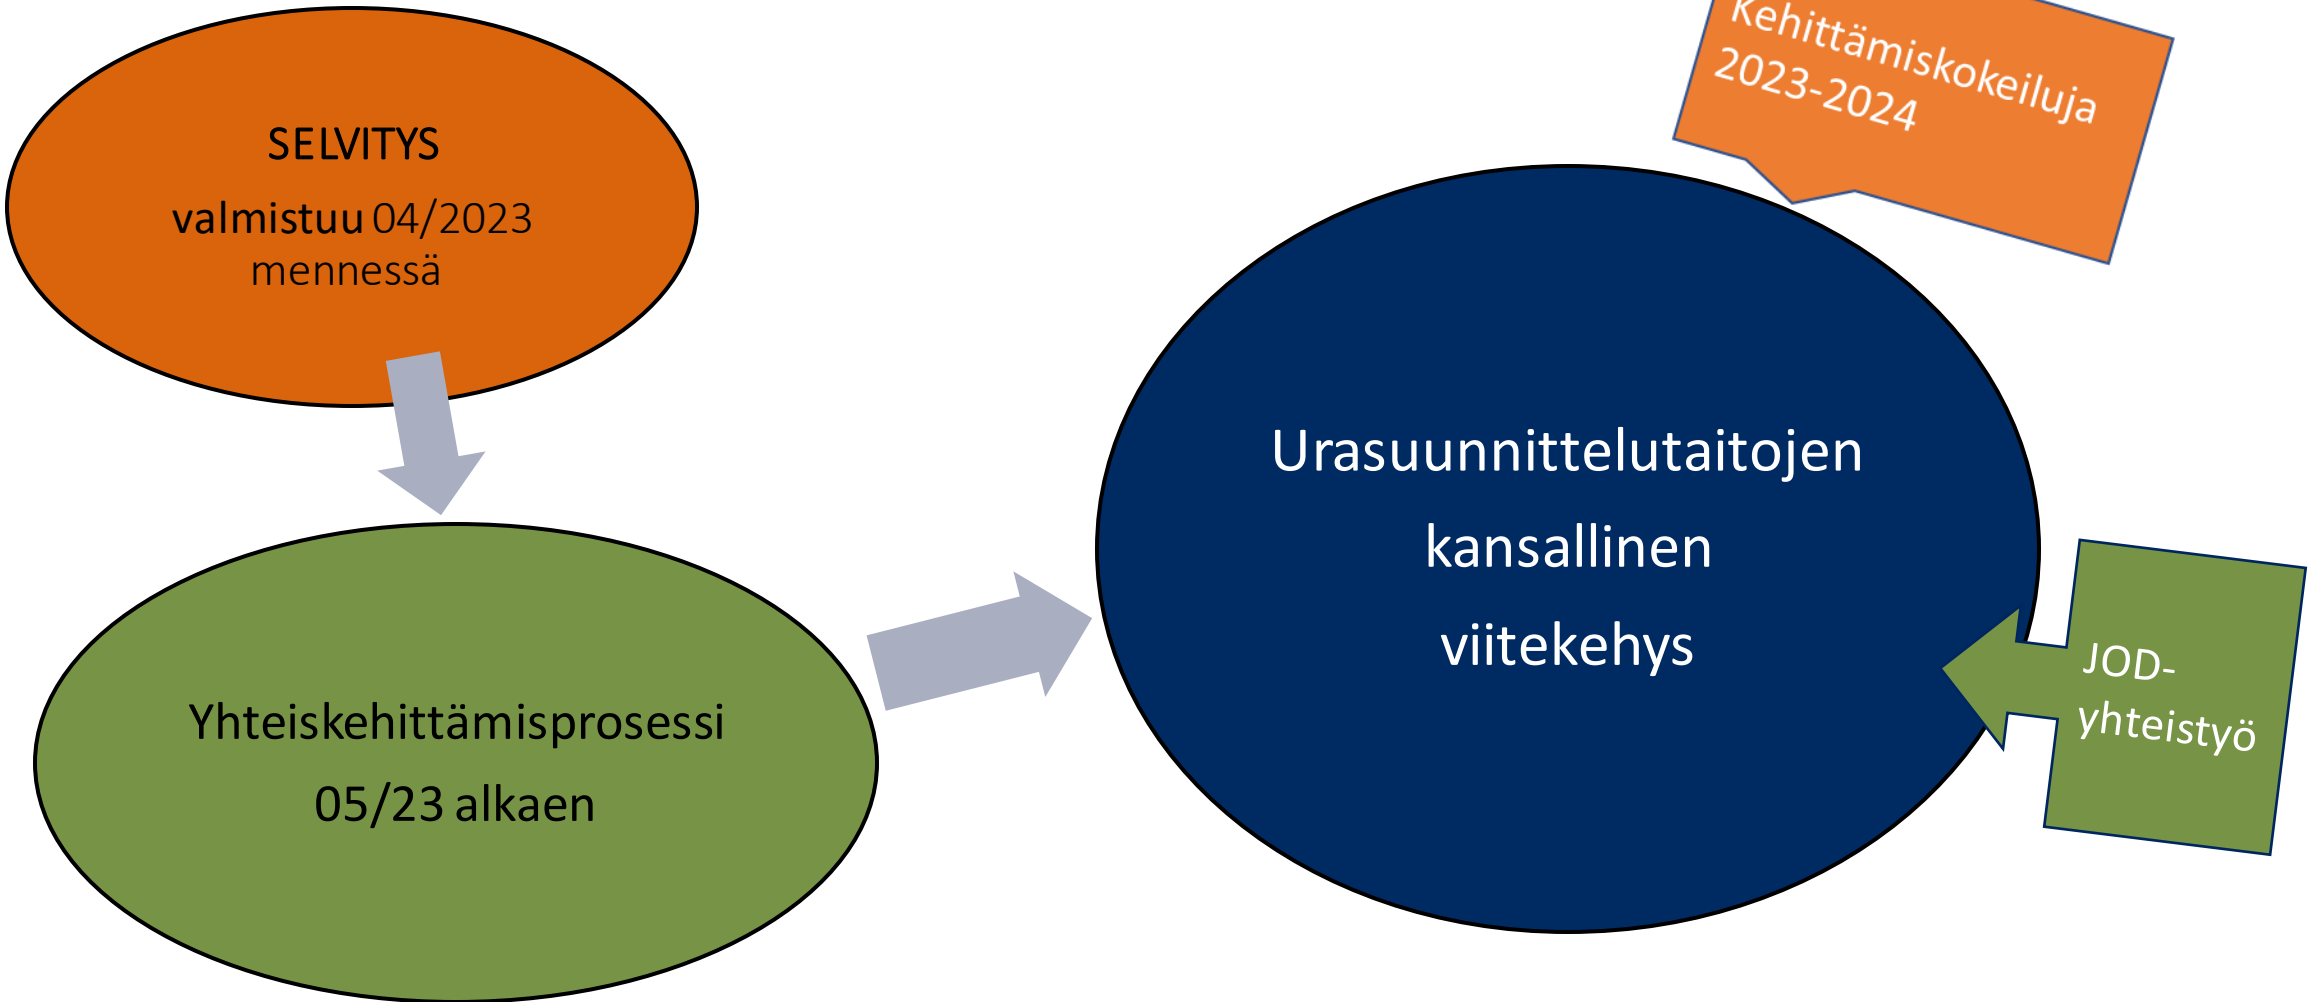 SELVITYS
valmistuu 04/2023
mennessä
Yhteiskehittämisprosessi
05/23 alkaen
Urasuunnittelutaitojen
kansallinen
viitekehys
Kehittämiskokeiluja
2023-2024
JOD-
yhteistyö